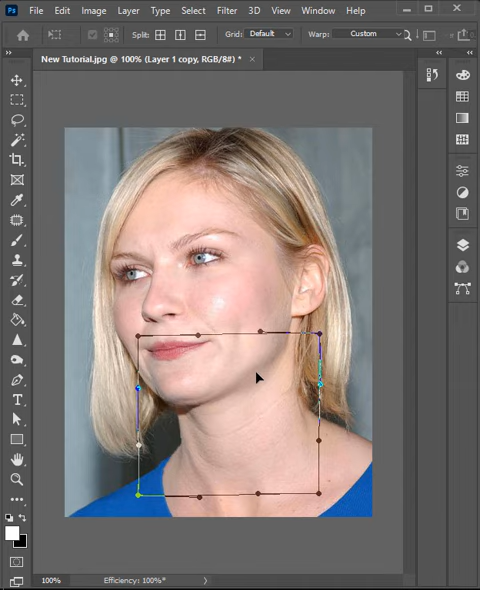 Ps File Edit Image Layer Type Select Filter 3D View Window Help
Split: Grid: Default Warp: Custom
New Tutorial.jpg @ 100% (Layer 1 copy, RGB/8#) * ×
T
100% Efficiency: 100%*